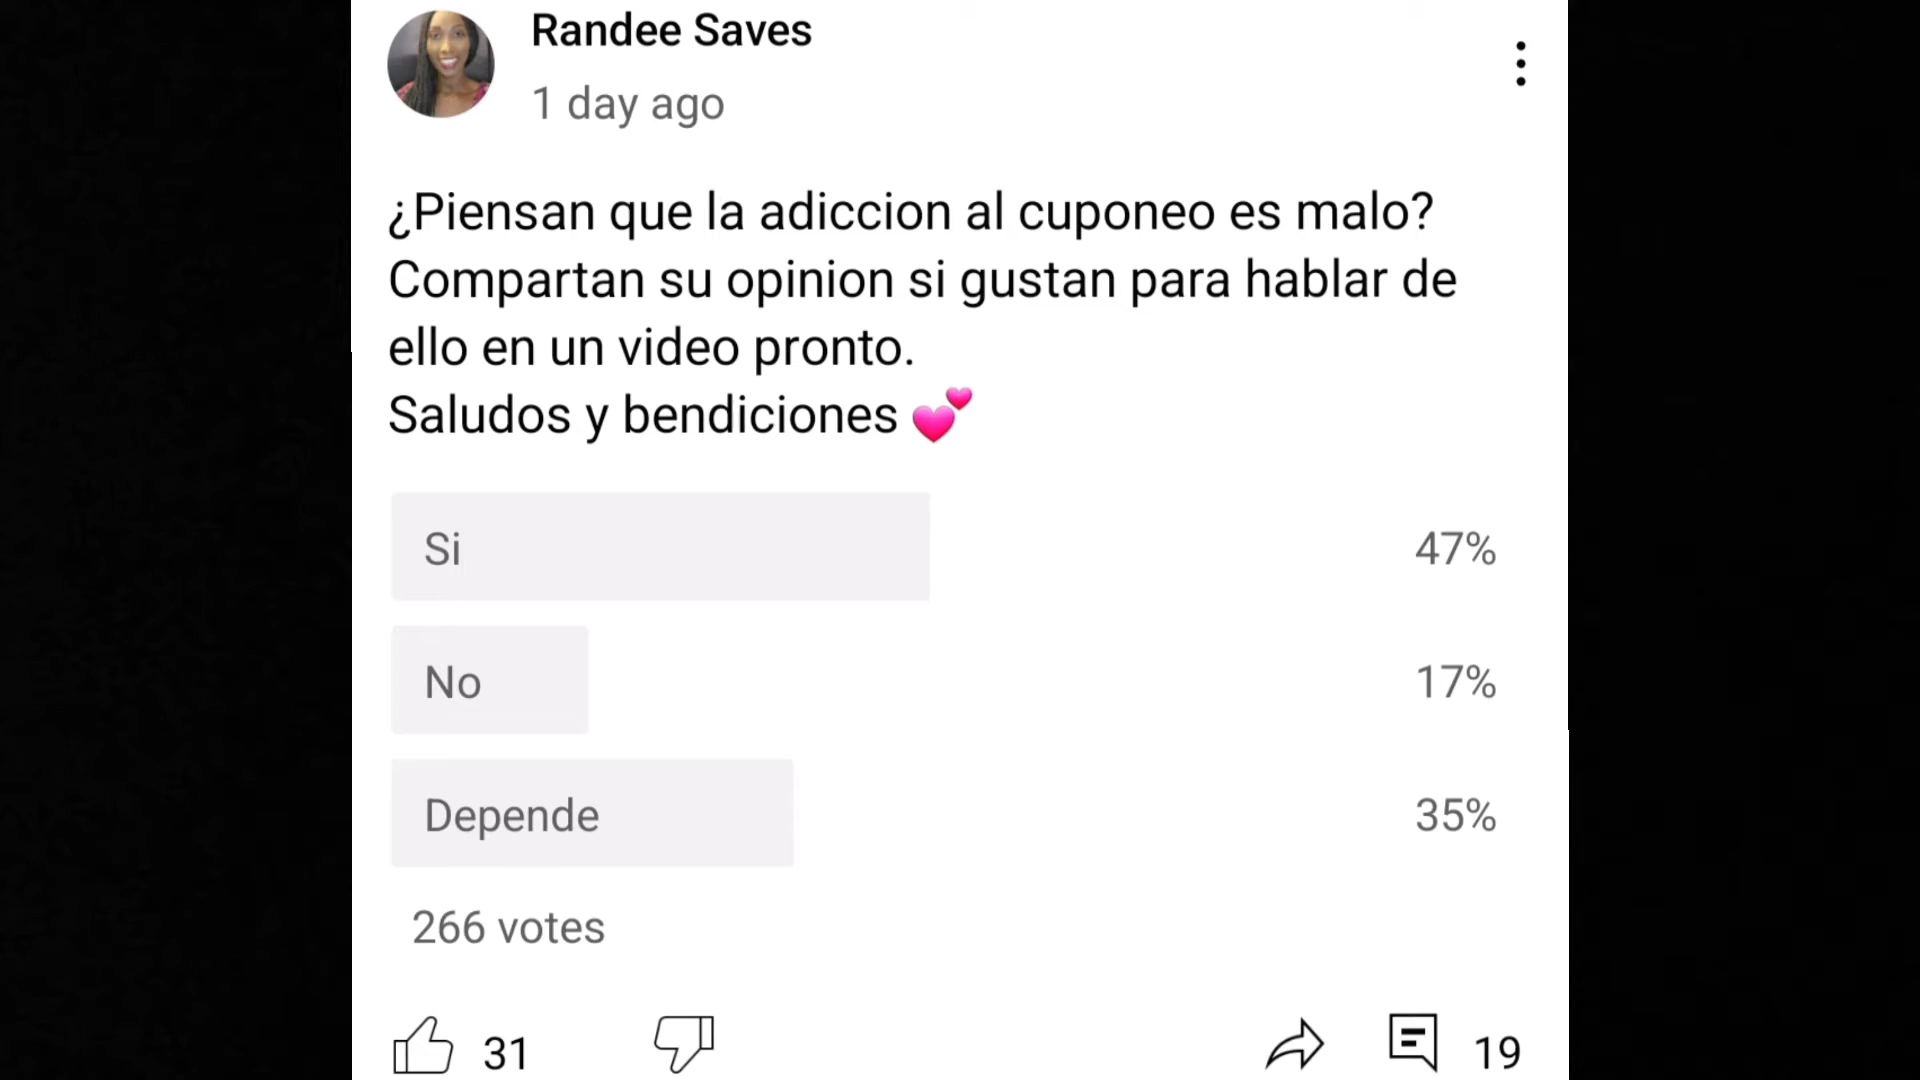 Randee Saves
1 day ago
¿Piensan que la adiccion al cuponeo es malo?
Compartan su opinion si gustan para hablar de
ello en un video pronto.
Saludos y bendiciones 💕
Si 47%
No 17%
Depende 35%
266 votes
31 19